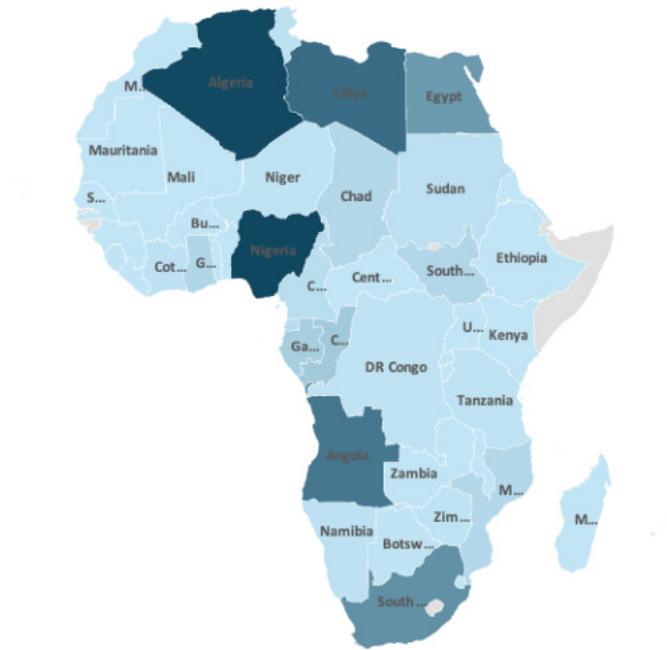 M...
Algeria
Libya
Egypt
Mauritania
Mali
Niger
Chad
Sudan
S...
Bu...
Nigeria
Cot...
G...
C...
Cent...
South...
Ethiopia
Ga...
C...
DR Congo
U...
Kenya
Tanzania
Angola
Zambia
M...
Namibia
Zim...
Botsw...
M...
South ...